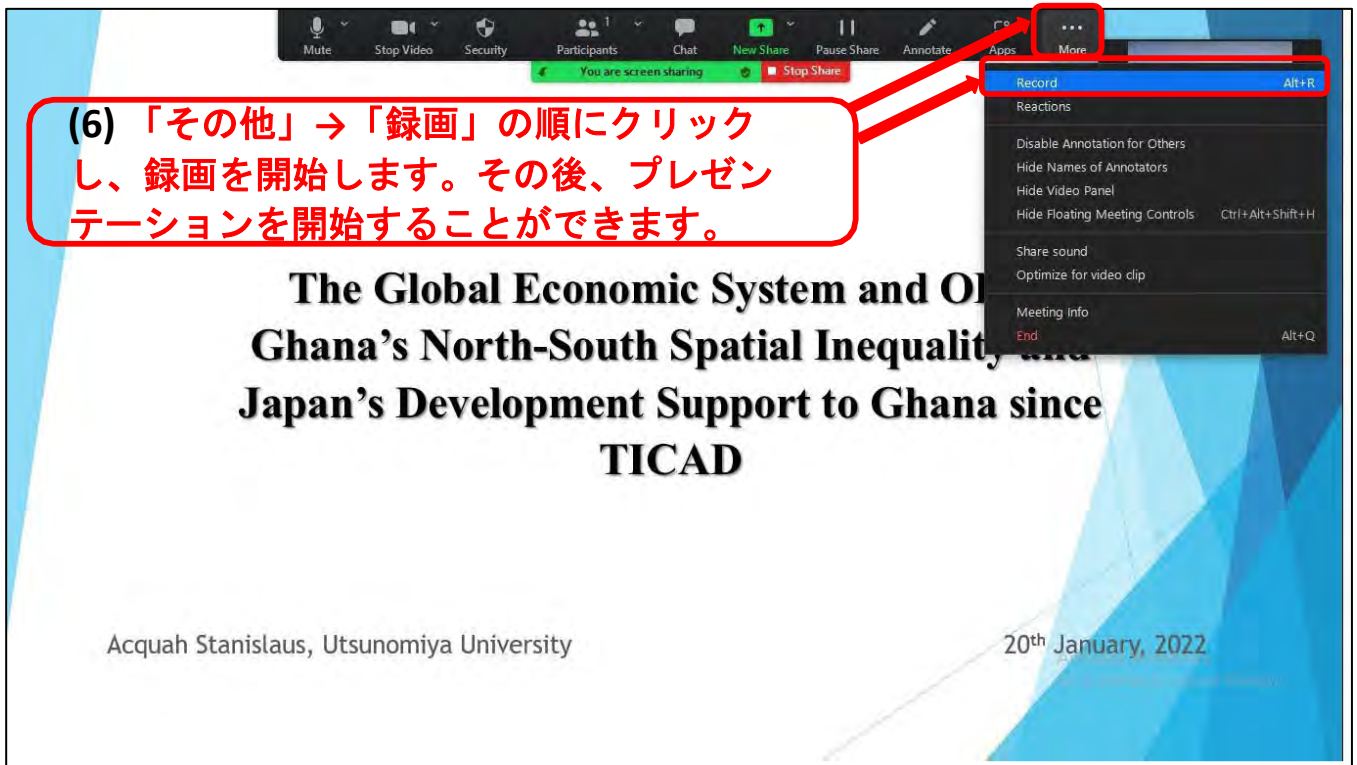 1
Mute Stop Video Security Participants Chat New Share Pause Share Annotate Apps More
You are screen sharing Stop Share
Record Alt+R
Reactions
Disable Annotation for Others
Hide Names of Annotators
Hide Video Panel
Hide Floating Meeting Controls Ctrl+Alt+Shift+H
Share sound
Optimize for video clip
Meeting Info
End Alt+Q
(6) 「その他」→「録画」の順にクリック
し、録画を開始します。その後、プレゼン
テーションを開始することができます。
The Global Economic System and
Ghana's North-South Spatial Inequality and
Japan's Development Support to Ghana since
TICAD
Acquah Stanislaus, Utsunomiya University
20th January, 2022